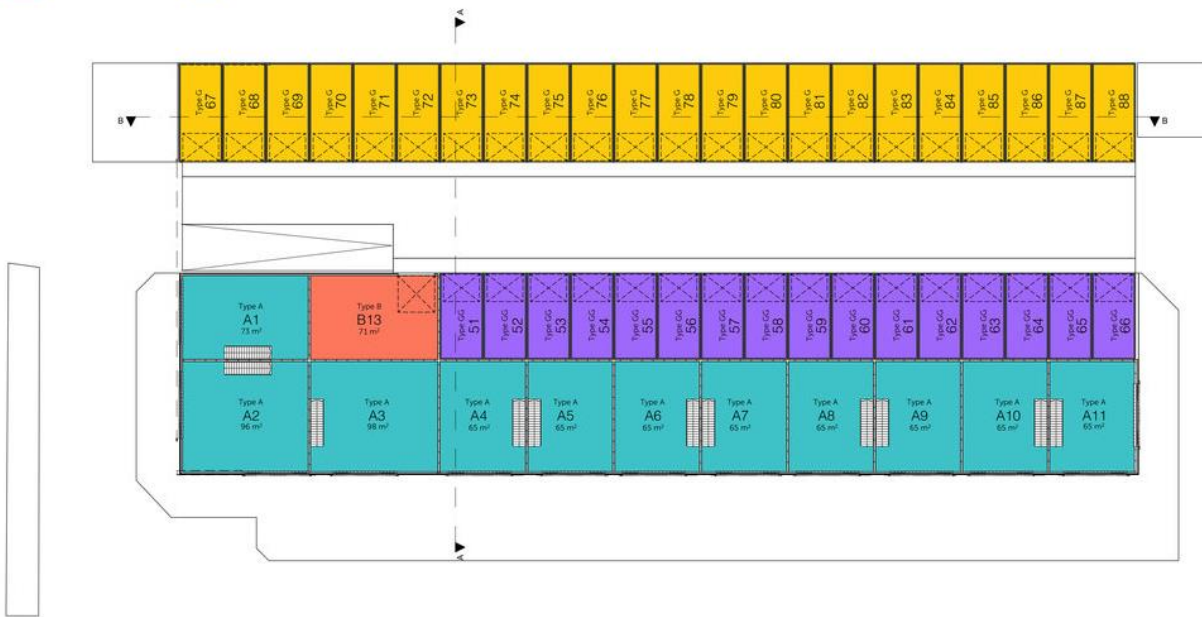 A
B
B
Type G
67
Type G
68
Type G
69
Type G
70
Type G
71
Type G
72
Type G
73
Type G
74
Type G
75
Type G
76
Type G
77
Type G
78
Type G
79
Type G
80
Type G
81
Type G
82
Type G
83
Type G
84
Type G
85
Type G
86
Type G
87
Type G
88
Type A
A1
73 m²
Type B
B13
71 m²
Type GG
51
Type GG
52
Type GG
53
Type GG
54
Type GG
55
Type GG
56
Type GG
57
Type GG
58
Type GG
59
Type GG
60
Type GG
61
Type GG
62
Type GG
63
Type GG
64
Type GG
65
Type GG
66
Type A
A2
96 m²
Type A
A3
98 m²
Type A
A4
65 m²
Type A
A5
65 m²
Type A
A6
65 m²
Type A
A7
65 m²
Type A
A8
65 m²
Type A
A9
65 m²
Type A
A10
65 m²
Type A
A11
65 m²
A